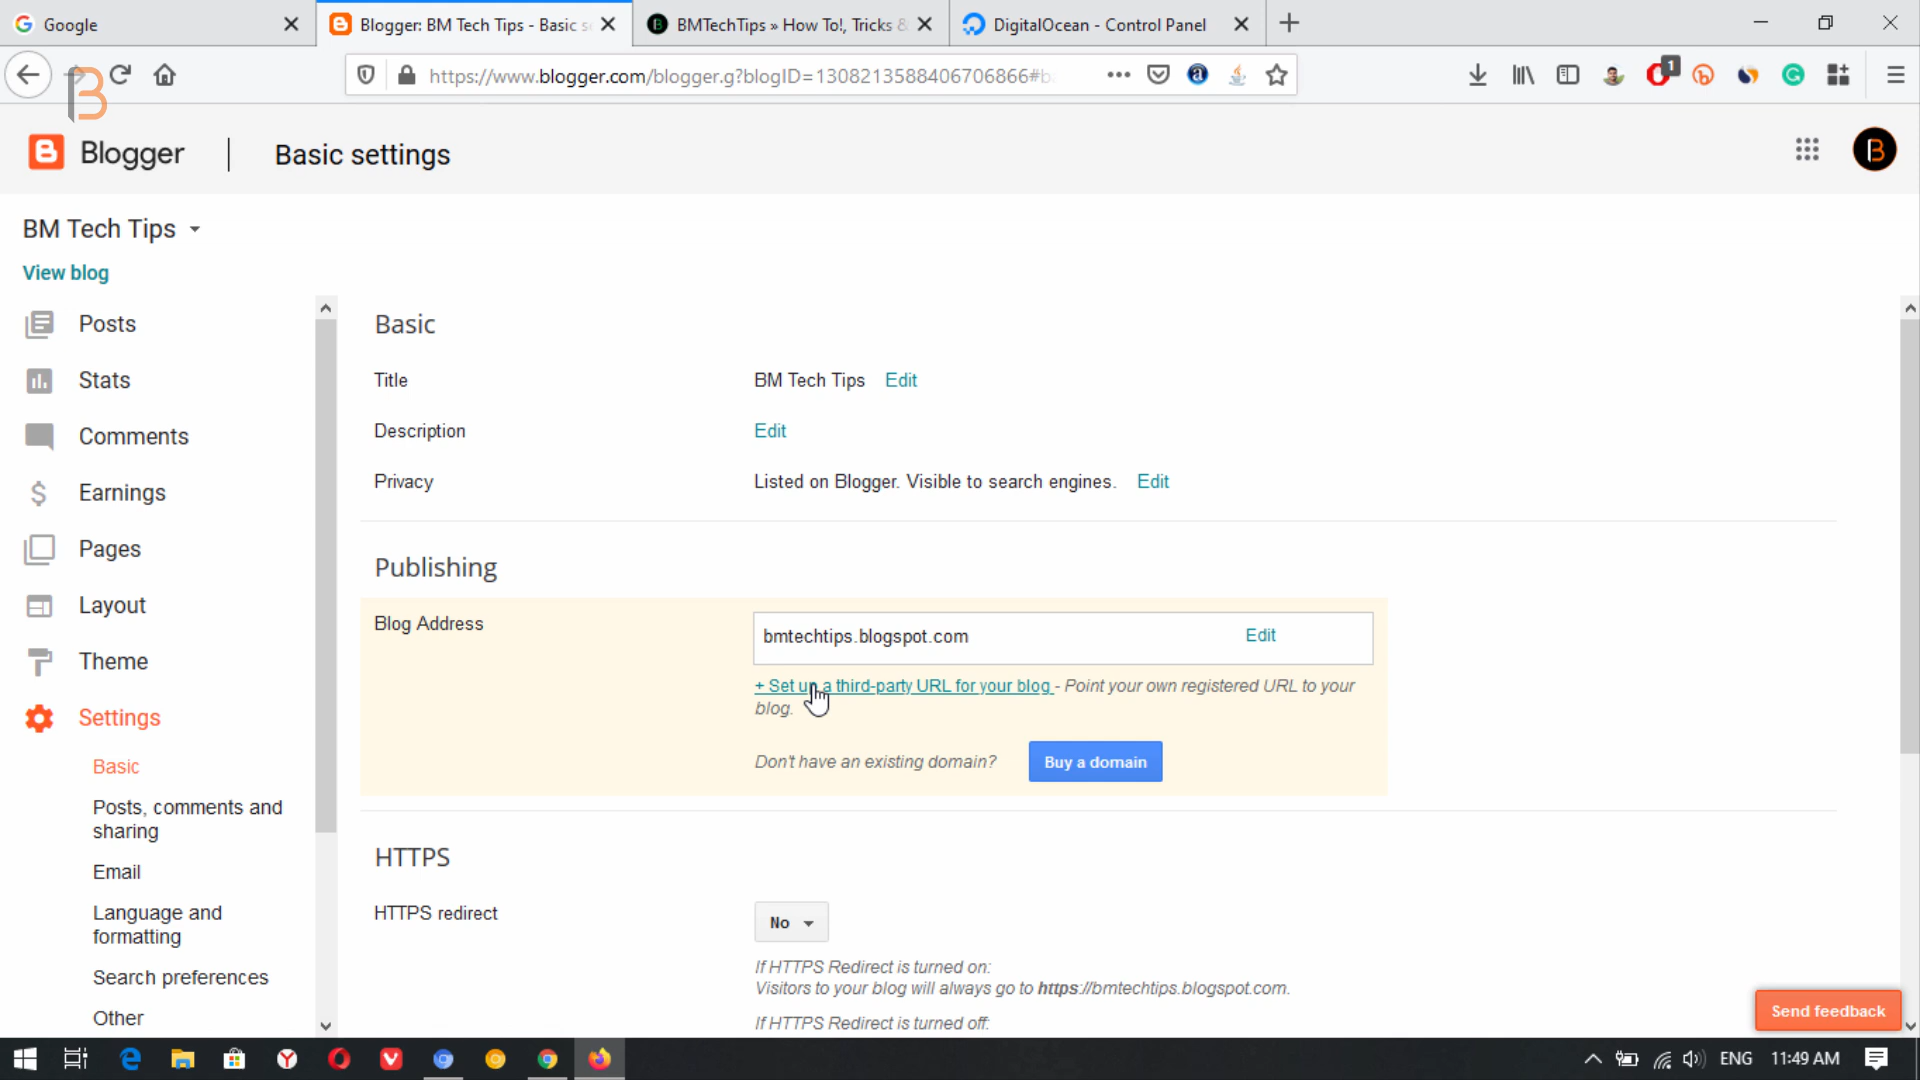 Google
Blogger: BM Tech Tips - Basic s
BMTechTips » How To!, Tricks &
DigitalOcean - Control Panel
https://www.blogger.com/blogger.g?blogID=1308213588406706866#b
1
Blogger
Basic settings
BM Tech Tips
View blog
Posts
Stats
Comments
Earnings
Pages
Layout
Theme
Settings
Basic
Posts, comments and
sharing
Email
Language and
formatting
Search preferences
Other
Basic
Title
BM Tech Tips Edit
Description
Edit
Privacy
Listed on Blogger. Visible to search engines. Edit
Publishing
Blog Address
bmtechtips.blogspot.com Edit
+ Set up a third-party URL for your blog - Point your own registered URL to your
blog.
Don't have an existing domain? Buy a domain
HTTPS
HTTPS redirect
No
If HTTPS Redirect is turned on:
Visitors to your blog will always go to https://bmtechtips.blogspot.com.
If HTTPS Redirect is turned off:
Send feedback
ENG 11:49 AM